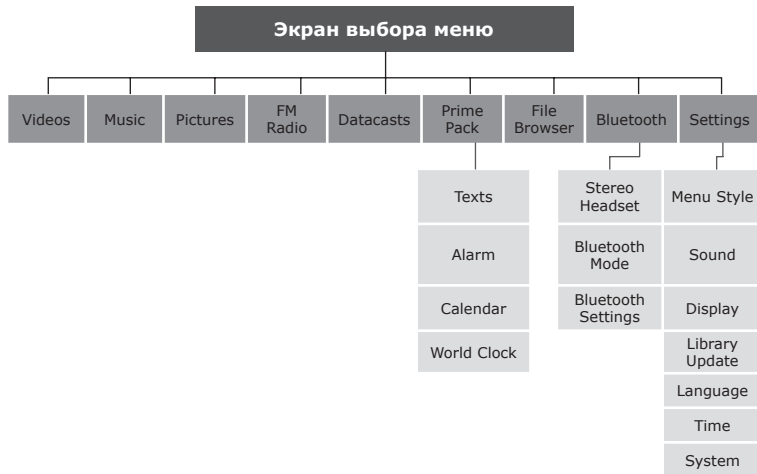 Экран выбора меню
Videos
Music
Pictures
FM
Radio
Datacasts
Prime
Pack
File
Browser
Bluetooth
Settings
Texts
Alarm
Calendar
World Clock
Stereo
Headset
Bluetooth
Mode
Bluetooth
Settings
Menu Style
Sound
Display
Library
Update
Language
Time
System